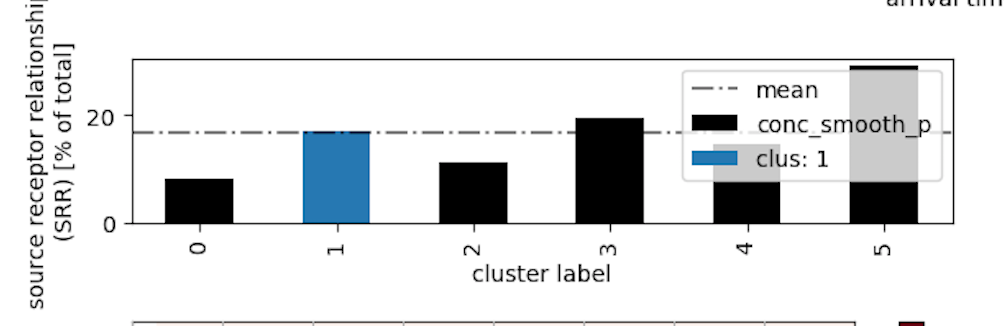 source receptor relationship
(SRR) [% of total]
20
0
mean
conc_smooth_p
clus: 1
0 1 2 3 4 5
cluster label